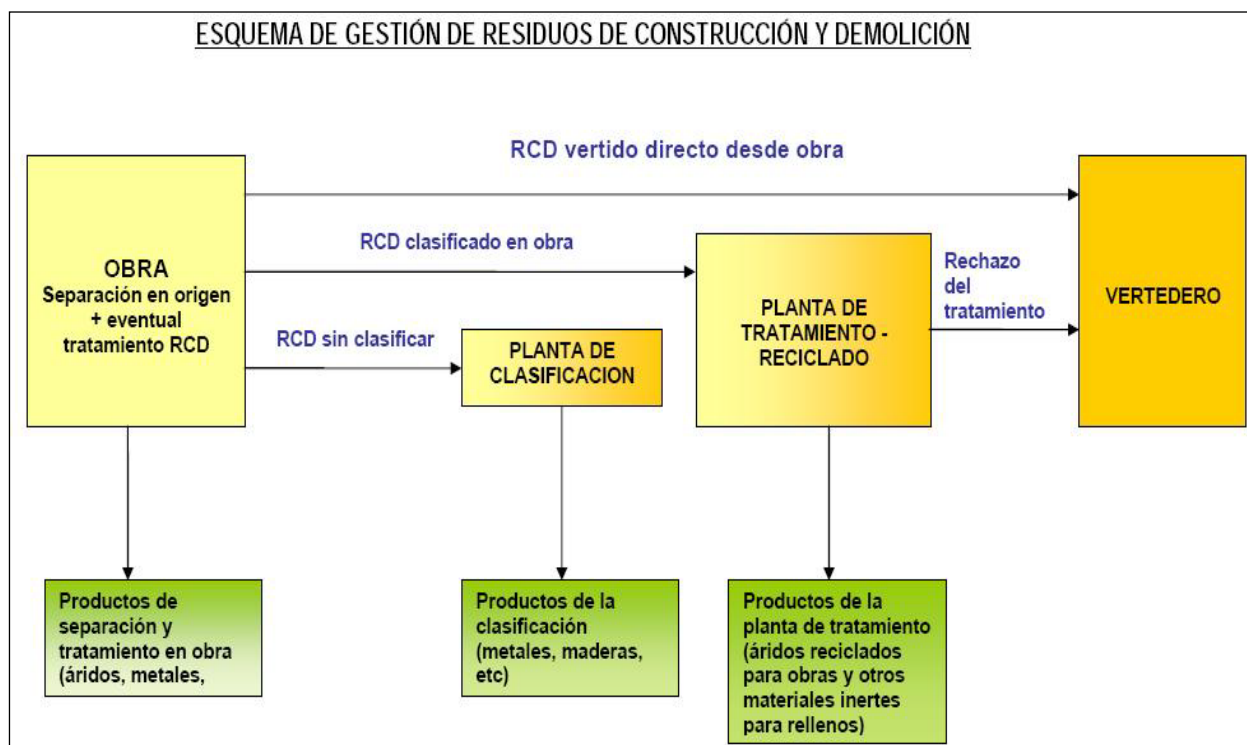 ESQUEMA DE GESTIÓN DE RESIDUOS DE CONSTRUCCIÓN Y DEMOLICIÓN
RCD vertido directo desde obra
RCD clasificado en obra
OBRA
Separación en origen
+ eventual
tratamiento RCD
RCD sin clasificar
PLANTA DE
CLASIFICACION
PLANTA DE
TRATAMIENTO -
RECICLADO
Rechazo
del
tratamiento
VERTEDERO
Productos de
separación y
tratamiento en obra
(áridos, metales,
Productos de la
clasificación
(metales, maderas,
etc)
Productos de la
planta de tratamiento
(áridos reciclados
para obras y otros
materiales inertes
para rellenos)